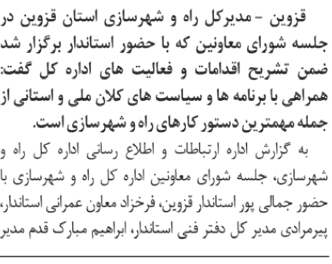 قزوین - مدیرکل راه و شهرسازی استان قزوین در
جلسه شورای معاونین که با حضور استاندار برگزار شد
ضمن تشریح اقدامات و فعالیت های اداره کل گفت:
همراهی با برنامه ها و سیاست های کلان ملی و استانی از
جمله مهمترین دستور کارهای راه و شهرسازی است.
به گزارش اداره ارتباطات و اطلاع رسانی اداره کل راه و
شهرسازی، جلسه شورای معاونین اداره کل راه و شهرسازی با
حضور جمالی پور استاندار قزوین، فرخزاد معاون عمرانی استاندار،
پیرمرادی مدیر کل دفتر فنی استاندار، ابراهیم مبارک قدم مدیر